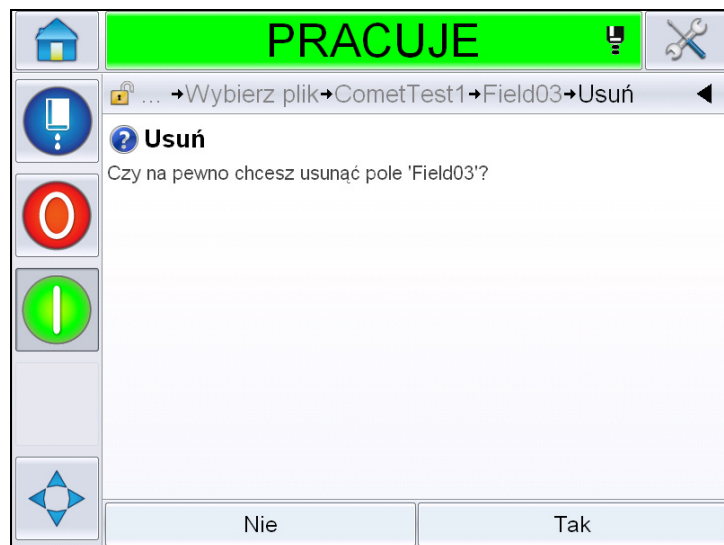 PRACUJE
... →Wybierz plik→CometTest1→Field03→Usuń
Usuń
Czy na pewno chcesz usunąć pole 'Field03'?
Nie
Tak